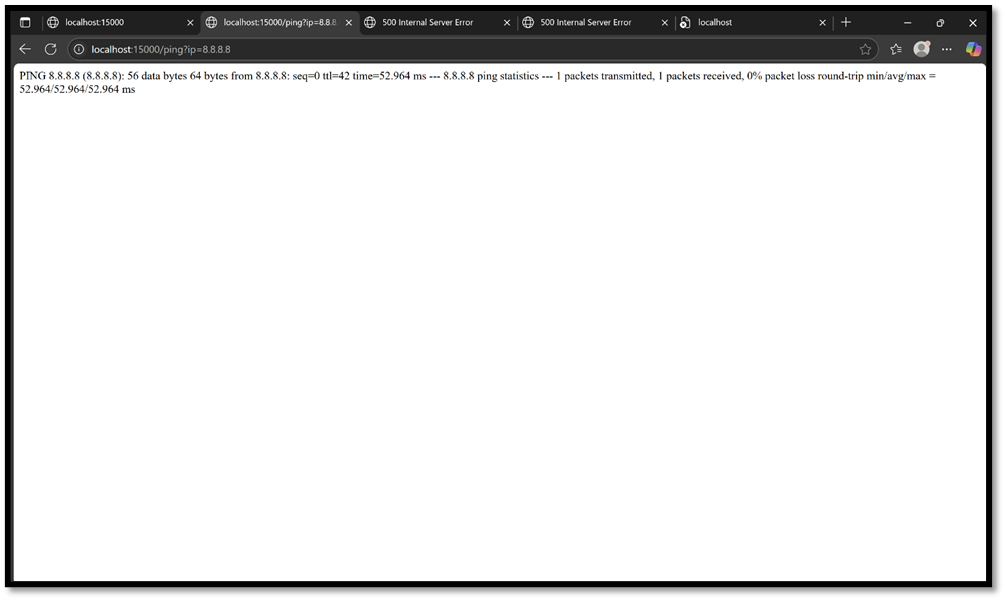 localhost:15000
localhost:15000/ping?ip=8.8.8.
500 Internal Server Error
500 Internal Server Error
localhost
localhost:15000/ping?ip=8.8.8.8
PING 8.8.8.8 (8.8.8.8): 56 data bytes 64 bytes from 8.8.8.8: seq=0 ttl=42 time=52.964 ms --- 8.8.8.8 ping statistics --- 1 packets transmitted, 1 packets received, 0% packet loss round-trip min/avg/max =
52.964/52.964/52.964 ms